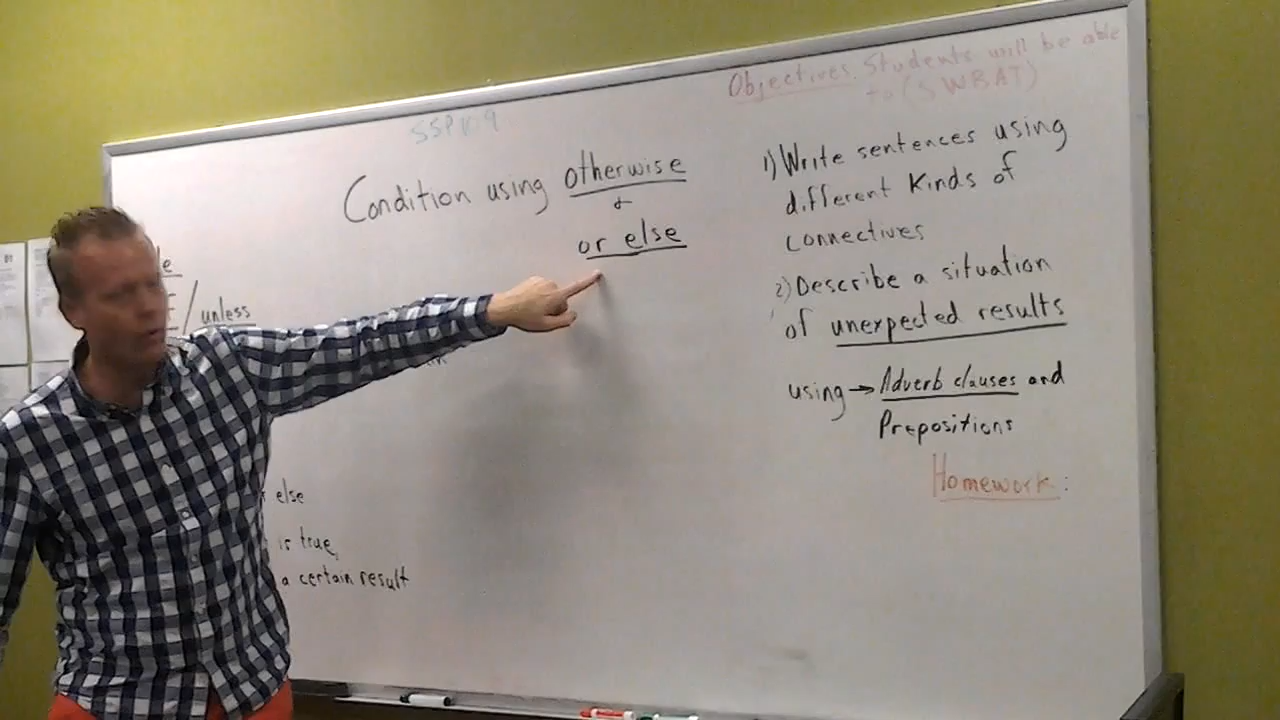 Objectives. Students will be able
to (SWBAT)
SSP109
Condition using otherwise
or else
/ unless
else
is true,
a certain result
1) Write sentences using
different kinds of
connectives
2) Describe a situation
of unexpected results
using → Adverb clauses and
Prepositions
Homework: